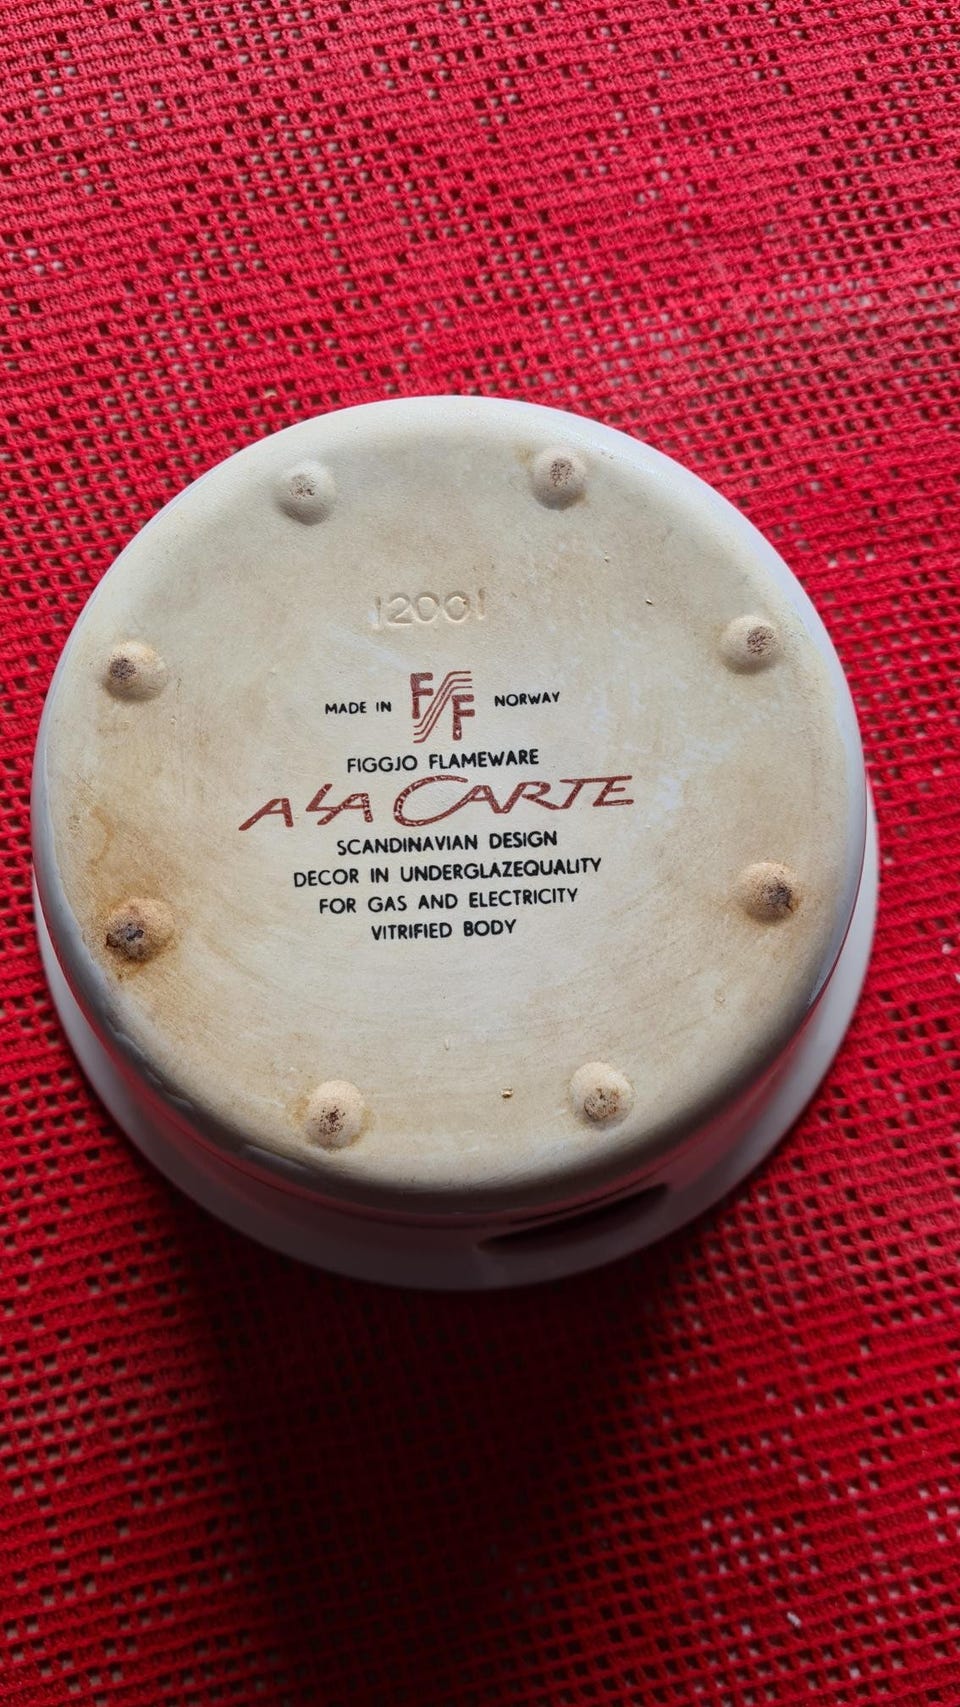 12001
MADE IN FF NORWAY
FIGGJO FLAMEWARE
A LA CARTE
SCANDINAVIAN DESIGN
DECOR IN UNDERGLAZEQUALITY
FOR GAS AND ELECTRICITY
VITRIFIED BODY